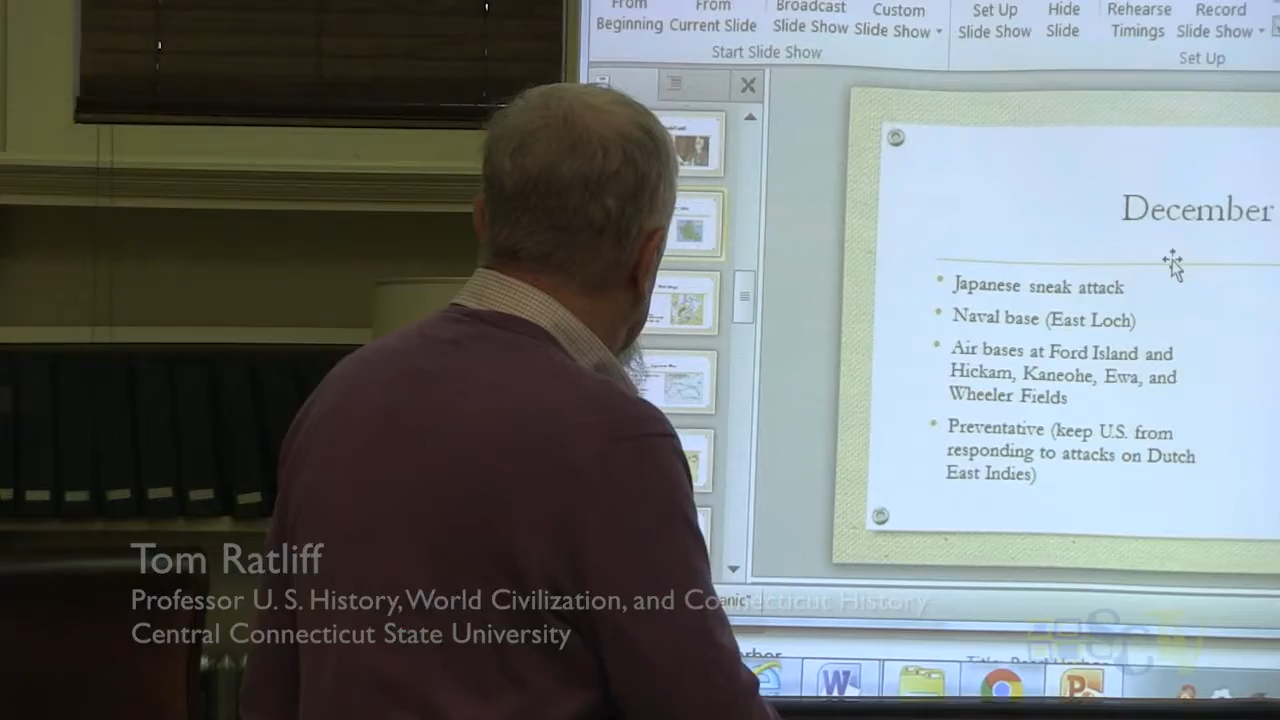 From
Beginning
From
Current Slide
Broadcast
Slide Show
Custom
Slide Show
Set Up
Slide Show
Hide
Slide
Rehearse
Timings
Record
Slide Show
Start Slide Show
Set Up
December
Japanese sneak attack
Naval base (East Loch)
Air bases at Ford Island and
Hickam, Kaneohe, Ewa, and
Wheeler Fields
Preventative (keep U.S. from
responding to attacks on Dutch
East Indies)
Tom Ratliff
Professor U. S. History, World Civilization, and Connecticut History
Central Connecticut State University